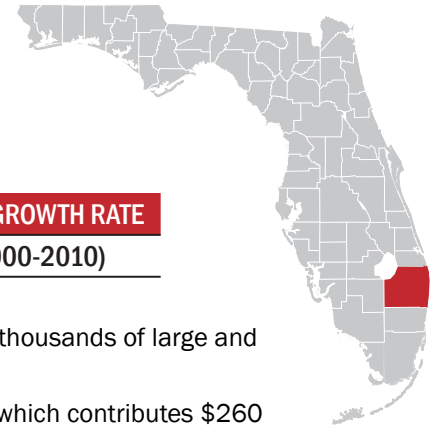 GROWTH RATE
000-2010)
thousands of large and
which contributes $260